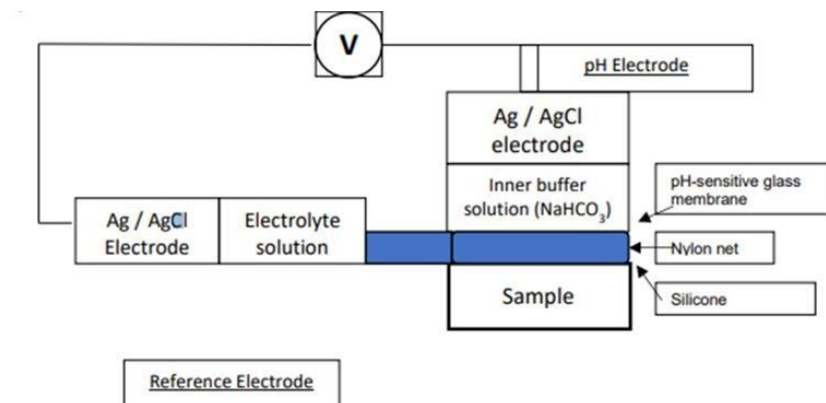 V
pH Electrode
Ag / AgCl
electrode
Inner buffer
solution (NaHCO₃)
pH-sensitive glass
membrane
Ag / AgCl
Electrode
Electrolyte
solution
Nylon net
Sample
Silicone
Reference Electrode